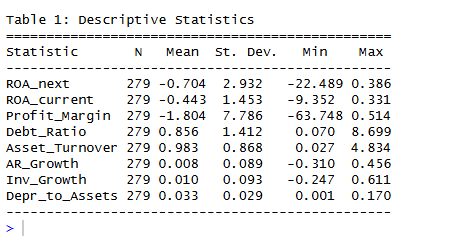 Table 1: Descriptive Statistics
================================================
Statistic N Mean St. Dev. Min Max
------------------------------------------------
ROA_next 279 -0.704 2.932 -22.489 0.386
ROA_current 279 -0.443 1.453 -9.352 0.331
Profit_Margin 279 -1.804 7.786 -63.748 0.514
Debt_Ratio 279 0.856 1.412 0.070 8.699
Asset_Turnover 279 0.983 0.868 0.027 4.834
AR_Growth 279 0.008 0.089 -0.310 0.456
Inv_Growth 279 0.010 0.093 -0.247 0.611
Depr_to_Assets 279 0.033 0.029 0.001 0.170
------------------------------------------------
>